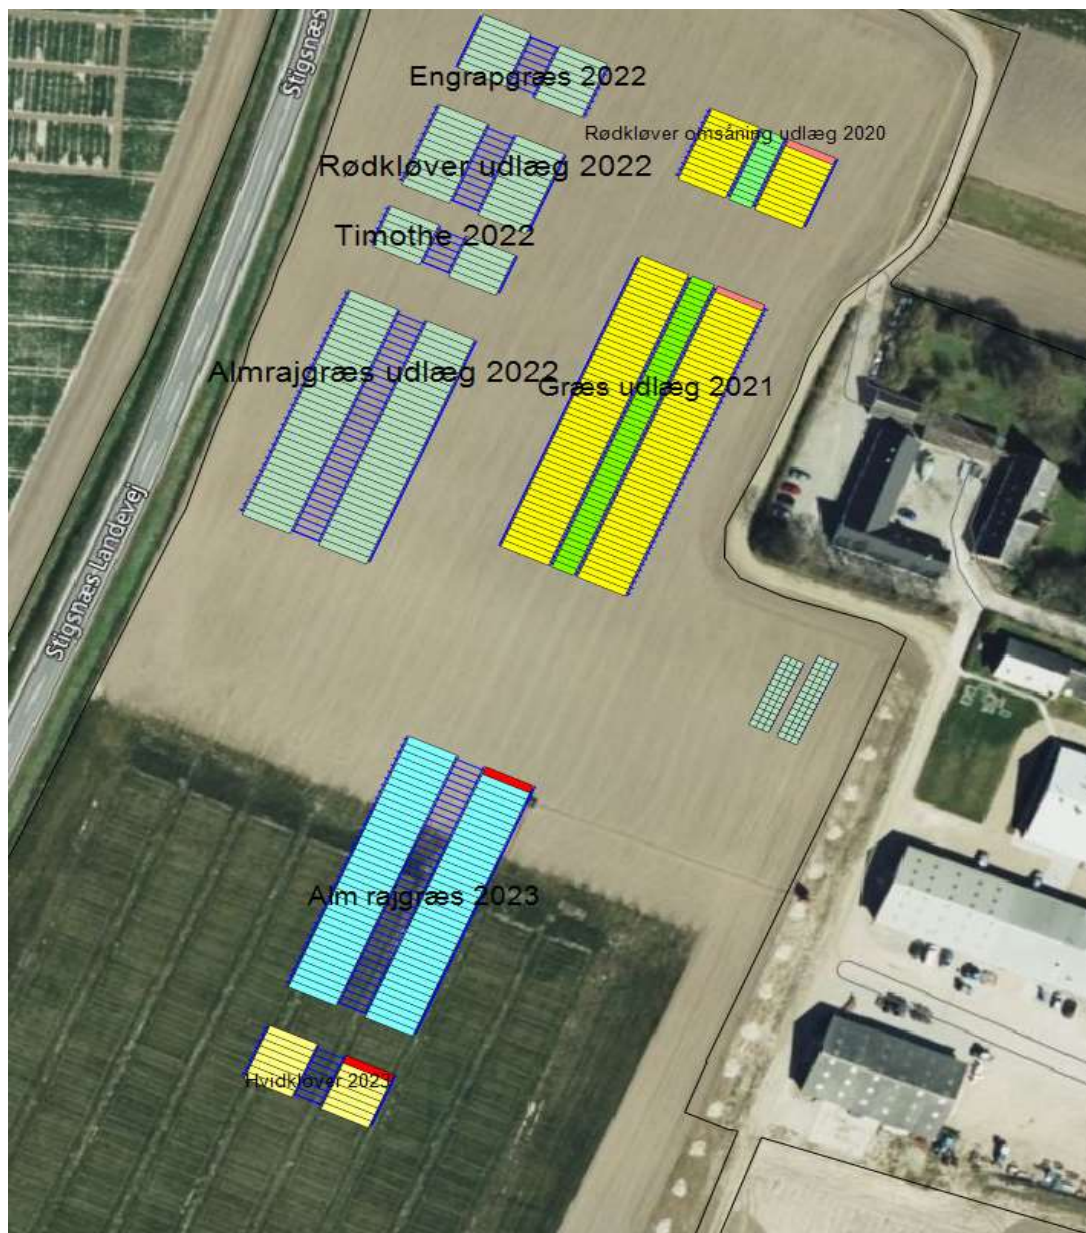 Stigsnæs
Engrapgræs 2022
Rødkløver omsåning udlæg 2020
Rødkløver udlæg 2022
Timothe 2022
Almrajgræs udlæg 2022
Græs udlæg 2021
Stigsnæs Landevej
Alm rajgræs 2023
Hvidkløver 2023